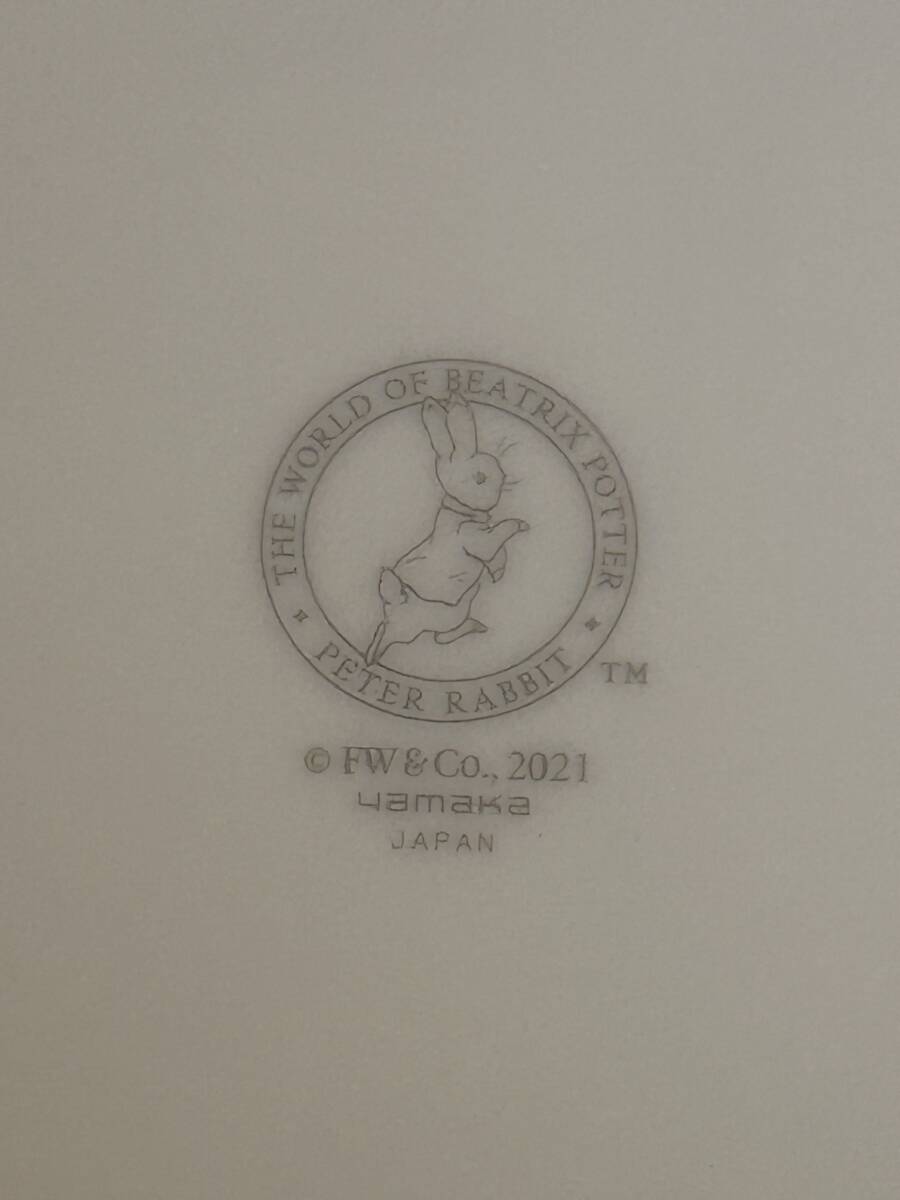 THE WORLD OF BEATRIX POTTER
PETER RABBIT
TM
© FW & Co., 2021
yamaka
JAPAN